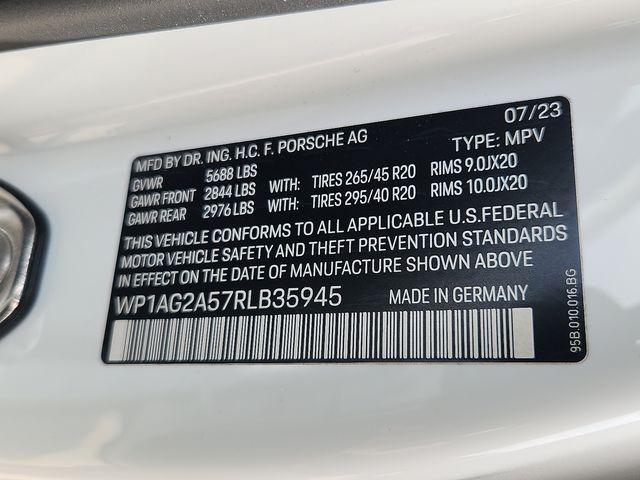 07/23
MFD BY DR. ING. H.C. F. PORSCHE AG TYPE: MPV
GVWR 5688 LBS
GAWR FRONT 2844 LBS WITH: TIRES 265/45 R20 RIMS 9.0JX20
GAWR REAR 2976 LBS WITH: TIRES 295/40 R20 RIMS 10.0JX20
THIS VEHICLE CONFORMS TO ALL APPLICABLE U.S.FEDERAL
MOTOR VEHICLE SAFETY AND THEFT PREVENTION STANDARDS
IN EFFECT ON THE DATE OF MANUFACTURE SHOWN ABOVE
WP1AG2A57RLB35945 MADE IN GERMANY
95B.010.016.BG